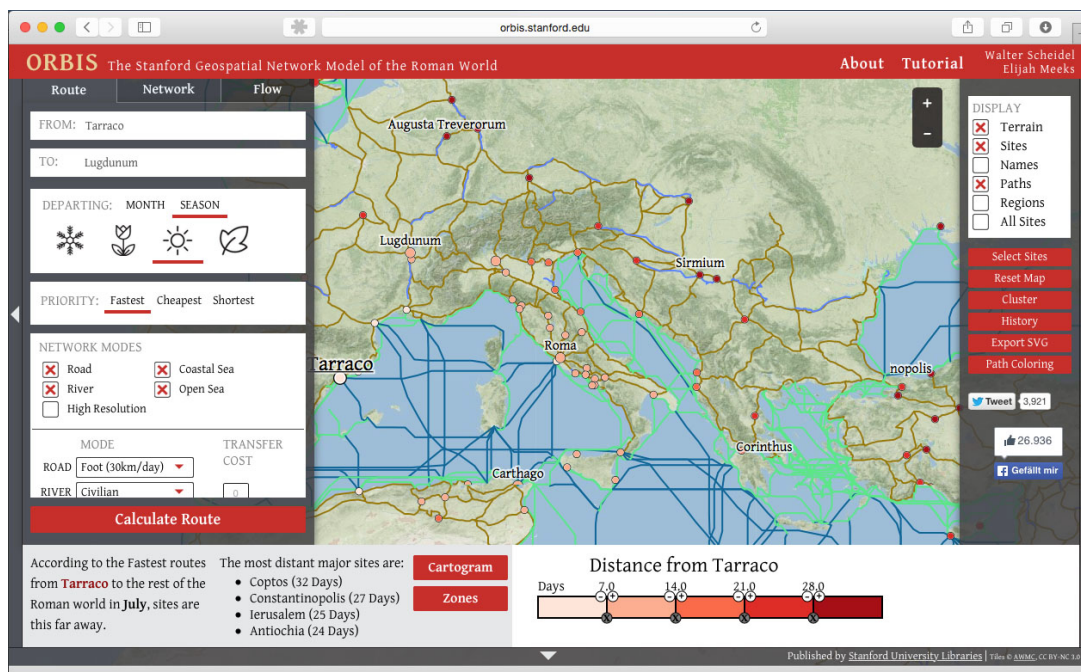 orbis.stanford.edu
ORBIS The Stanford Geospatial Network Model of the Roman World
About Tutorial
Walter Scheidel
Elijah Meeks
Route Network Flow
FROM: Tarraco
TO: Lugdunum
DEPARTING: MONTH SEASON
PRIORITY: Fastest Cheapest Shortest
NETWORK MODES
Road Coastal Sea
River Open Sea
High Resolution
MODE TRANSFER
COST
ROAD Foot (30km/day)
RIVER Civilian 0
Calculate Route
Augusta Treverorum
Lugdunum
Sirmium
Roma
Tarraco
nopolis
Corinthus
Carthago
+
−
DISPLAY
Terrain
Sites
Names
Paths
Regions
All Sites
Select Sites
Reset Map
Cluster
History
Export SVG
Path Coloring
Tweet 3,921
26.936
Gefällt mir
According to the Fastest routes
from Tarraco to the rest of the
Roman world in July, sites are
this far away.
The most distant major sites are:
• Coptos (32 Days)
• Constantinopolis (27 Days)
• Ierusalem (25 Days)
• Antiochia (24 Days)
Cartogram
Zones
Distance from Tarraco
Days 7.0 14.0 21.0 28.0
Published by Stanford University Libraries | Tiles © AWMC, CC BY-NC 3.0